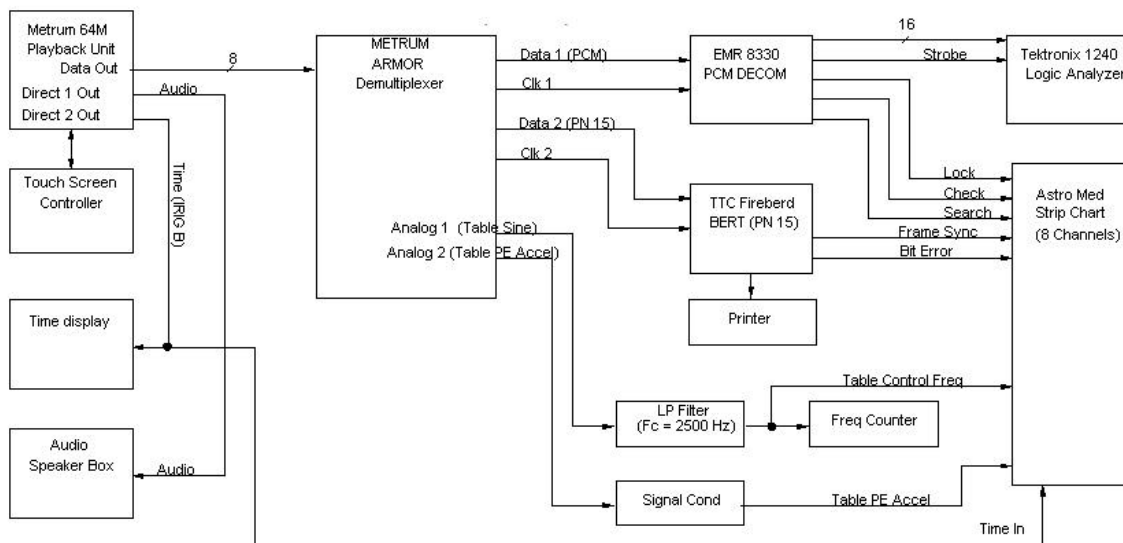 Metrum 64M
Playback Unit
Data Out
Direct 1 Out
Direct 2 Out
8
Audio
Touch Screen
Controller
Time (IRIG B)
Time display
Audio
Speaker Box
Audio
METRUM
ARMOR
Demultiplexer
Data 1 (PCM)
Clk 1
Data 2 (PN 15)
Clk 2
Analog 1 (Table Sine)
Analog 2 (Table PE Accel)
EMR 8330
PCM DECOM
16
Strobe
Tektronix 1240
Logic Analyzer
TTC Fireberd
BERT (PN 15)
Printer
Lock
Check
Search
Frame Sync
Bit Error
Astro Med
Strip Chart
(8 Channels)
LP Filter
(Fc = 2500 Hz)
Table Control Freq
Freq Counter
Signal Cond
Table PE Accel
Time In